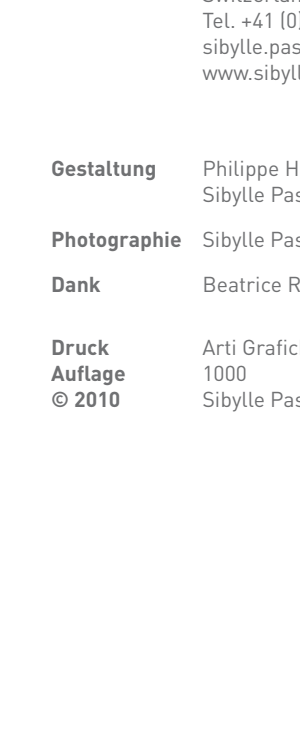 Tel. +41 (0)
sibylle.pas
www.sibyll
Gestaltung Philippe H
Sibylle Pas
Photographie Sibylle Pas
Dank Beatrice R
Druck Arti Grafic
Auflage 1000
© 2010 Sibylle Pas